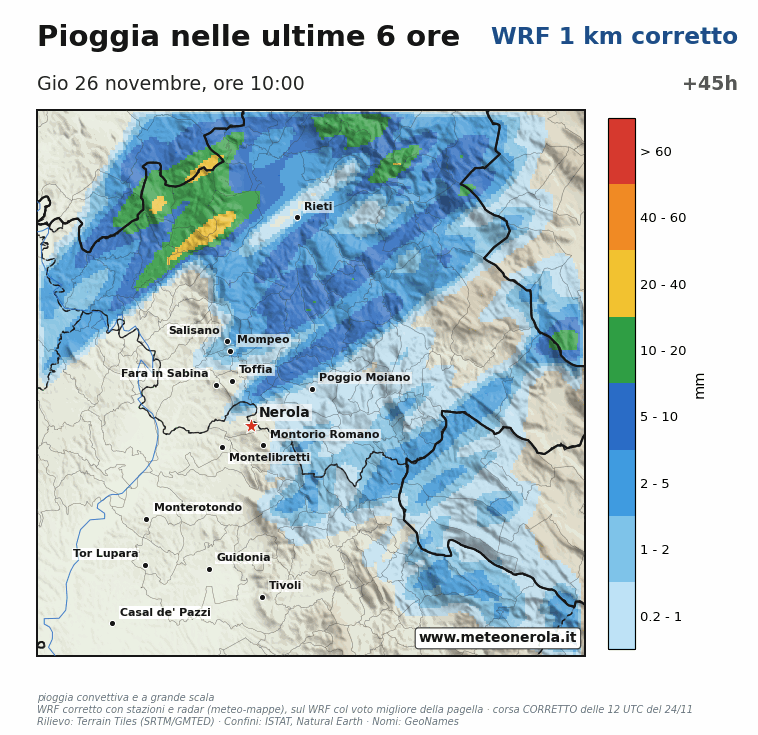 Pioggia nelle ultime 6 ore
WRF 1 km corretto
Gio 26 novembre, ore 10:00
+45h
Rieti
Salisano
Mompeo
Toffia
Fara in Sabina
Poggio Moiano
Nerola
Montorio Romano
Montelibretti
Monterotondo
Tor Lupara
Guidonia
Tivoli
Casal de' Pazzi
www.meteonerola.it
> 60
40 - 60
20 - 40
10 - 20
5 - 10
2 - 5
1 - 2
0.2 - 1
mm
pioggia convettiva e a grande scala
WRF corretto con stazioni e radar (meteo-mappe), sul WRF col voto migliore della pagella · corsa CORRETTO delle 12 UTC del 24/11
Rilievo: Terrain Tiles (SRTM/GMTED) · Confini: ISTAT, Natural Earth · Nomi: GeoNames